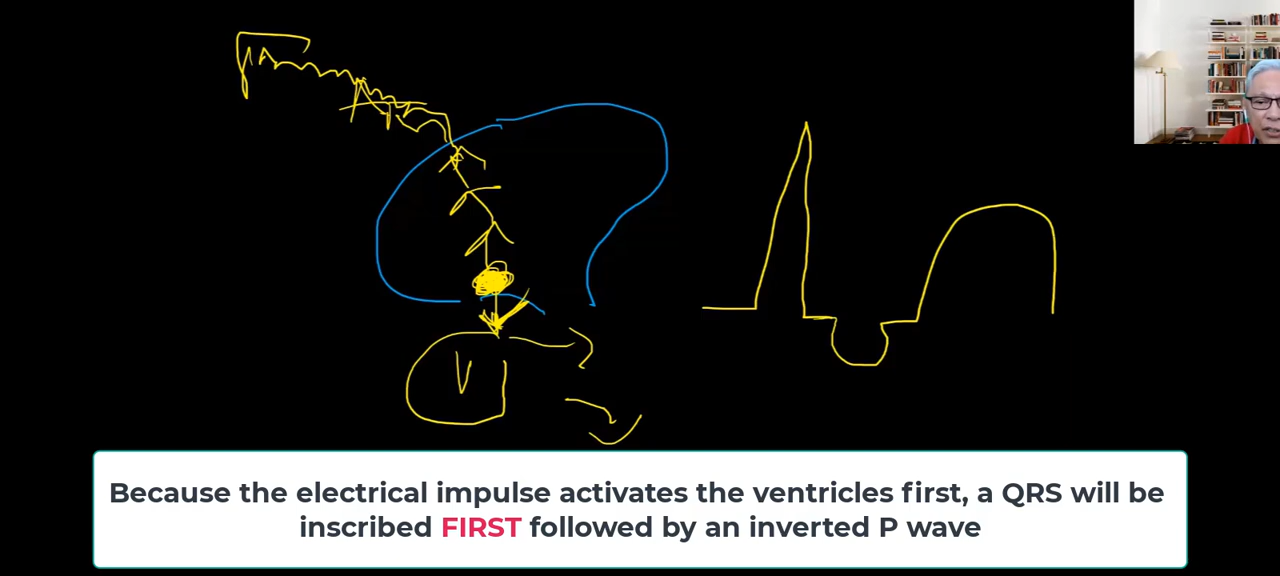 V
Because the electrical impulse activates the ventricles first, a QRS will be
inscribed FIRST followed by an inverted P wave